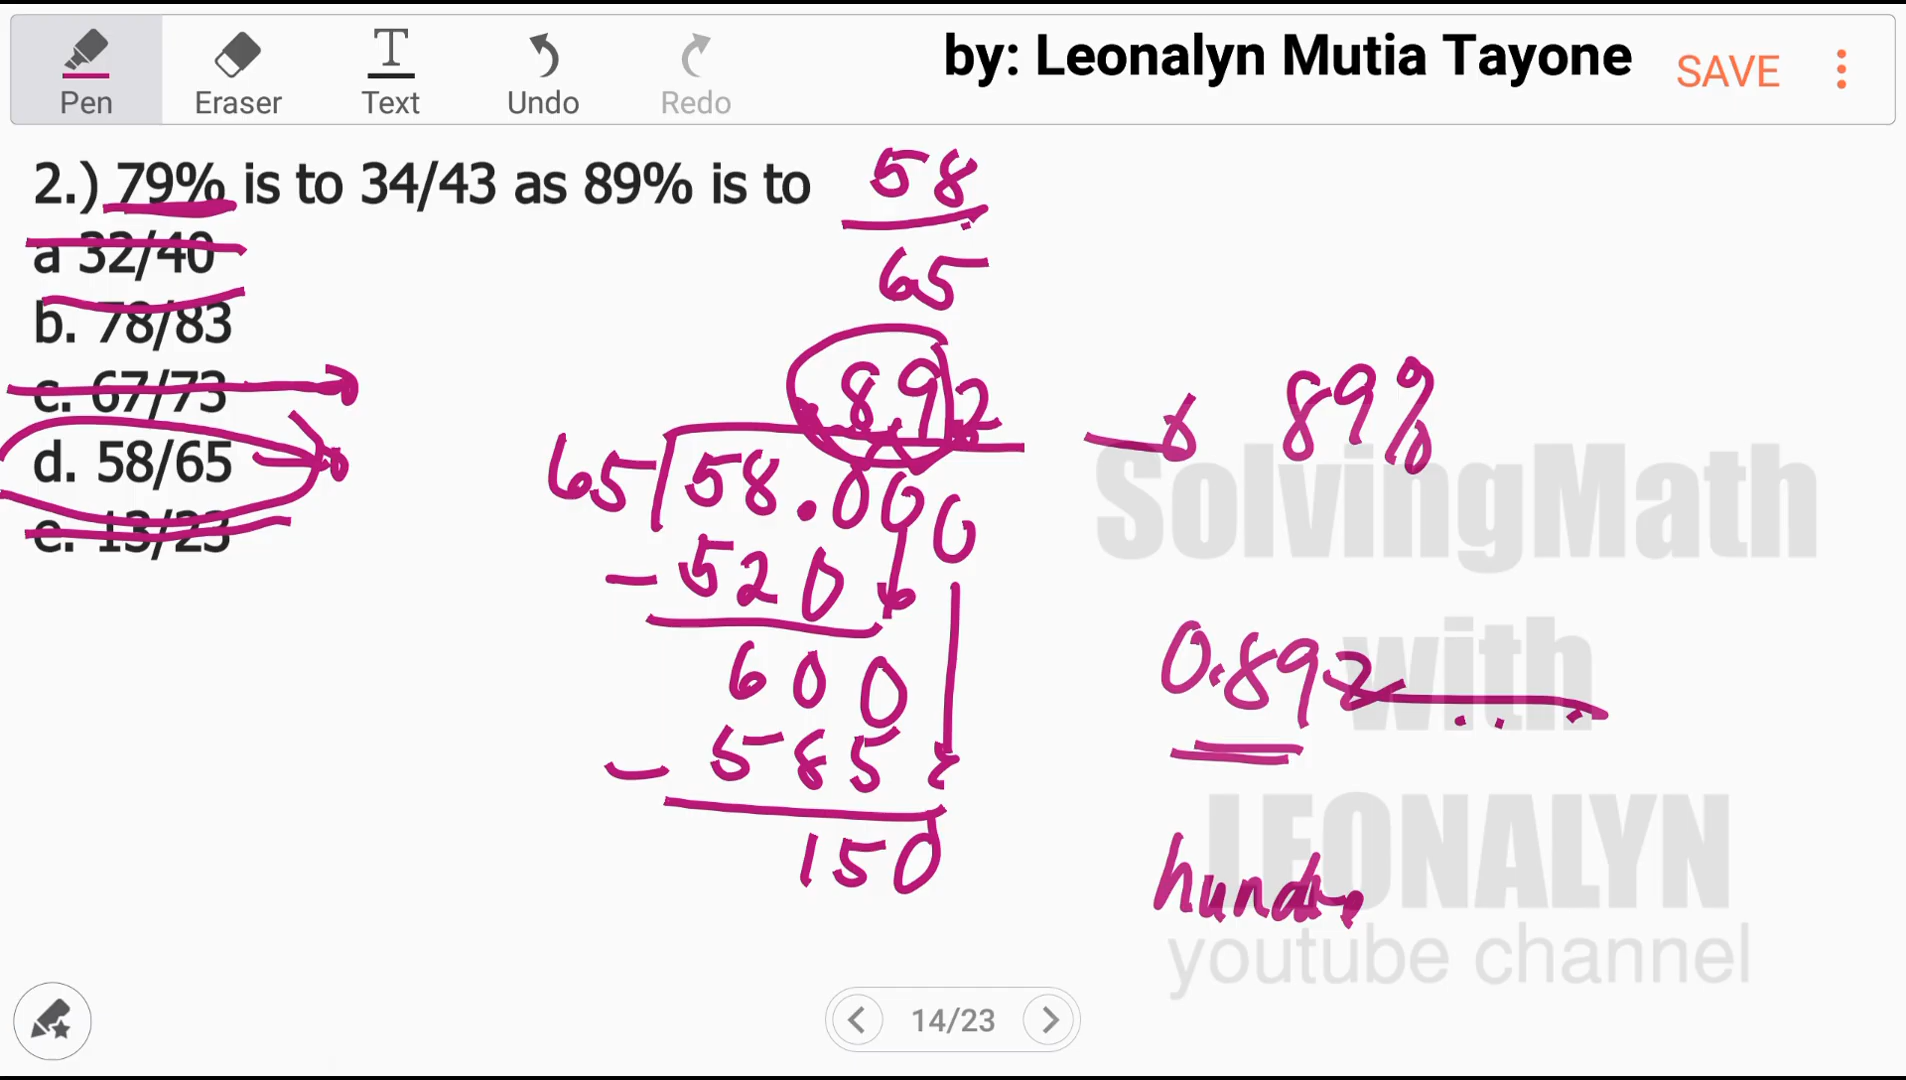 by: Leonalyn Mutia Tayone
SAVE
Pen
Eraser
Text
Undo
Redo
2.) 79% is to 34/43 as 89% is to
58
65
a 32/40
b. 78/83
c. 67/73
d. 58/65
e. 13/23
.892
65 58.000
- 520
600
- 585
150
89%
0.892
SolvingMath
with
LEONALYN
youtube channel
14/23